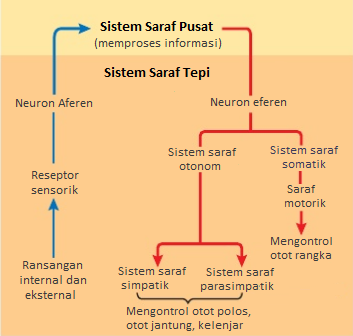 Sistem Saraf Pusat
(memproses informasi)
Sistem Saraf Tepi
Neuron Aferen
Neuron eferen
Sistem saraf
otonom
Sistem saraf
somatik
Reseptor
sensorik
Saraf
motorik
Mengontrol
otot rangka
Ransangan
internal dan
eksternal
Sistem saraf
simpatik
Sistem saraf
parasimpatik
Mengontrol otot polos,
otot jantung, kelenjar